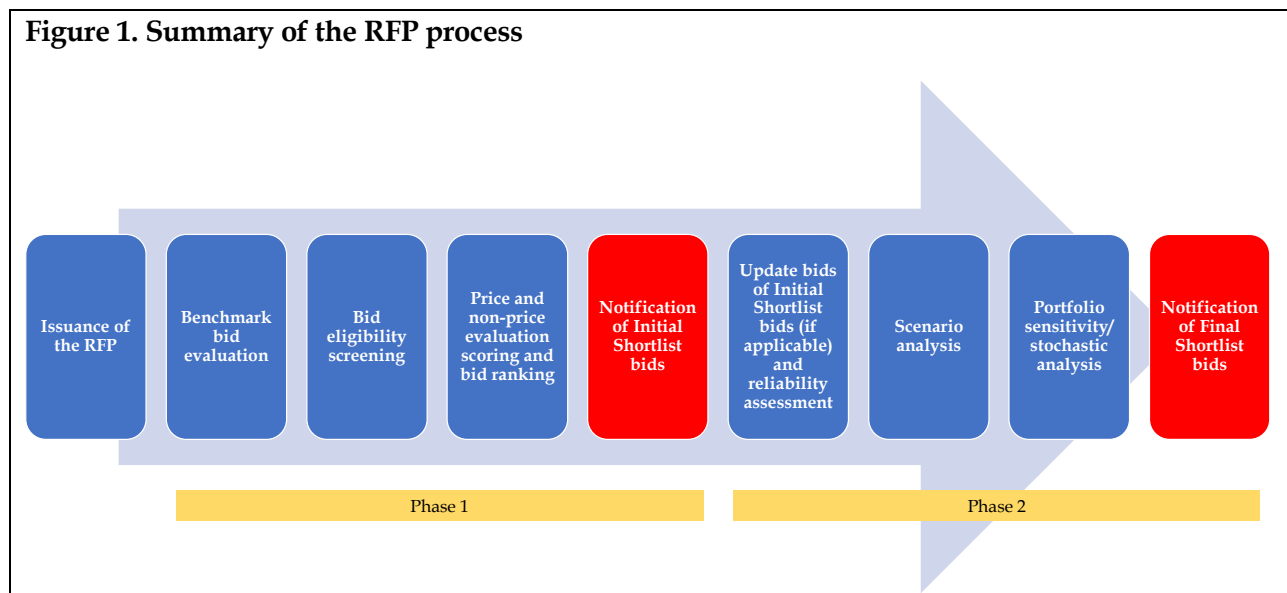 Figure 1. Summary of the RFP process
Issuance of
the RFP
Benchmark
bid
evaluation
Bid
eligibility
screening
Price and
non-price
evaluation
scoring and
bid ranking
Notification
of Initial
Shortlist
bids
Update bids
of Initial
Shortlist
bids (if
applicable)
and
reliability
assessment
Scenario
analysis
Portfolio
sensitivity/
stochastic
analysis
Notification
of Final
Shortlist
bids
Phase 1
Phase 2